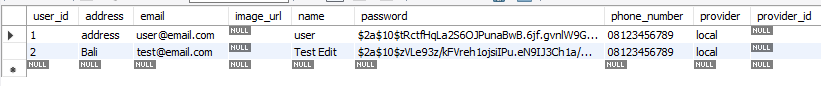 user_id address email image_url name password phone_number provider provider_id
1 address user@email.com NULL user $2a$10$tRctfHqLa2S6OJPunaBwB.6jf.gvnlW9G... 08123456789 local NULL
2 Bali test@email.com NULL Test Edit $2a$10$zVLe93z/kFVreh1ojsiIPu.eN9IJ3Ch1a/... 08123456789 local NULL
NULL NULL NULL NULL NULL NULL NULL NULL NULL